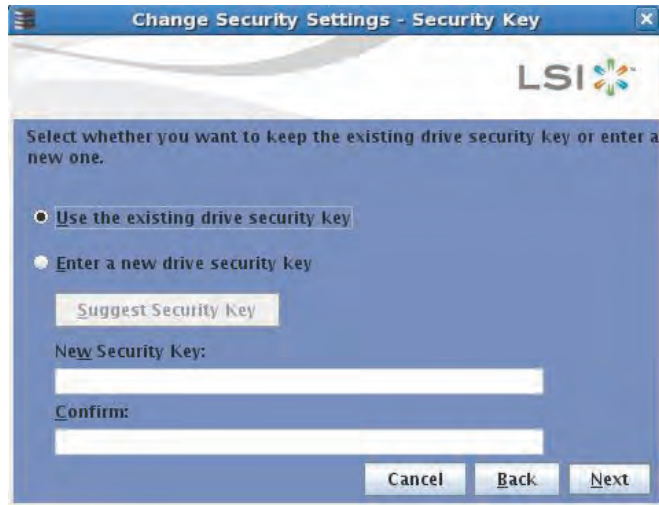 Change Security Settings - Security Key
LSI
Select whether you want to keep the existing drive security key or enter a
new one.
Use the existing drive security key
Enter a new drive security key
Suggest Security Key
New Security Key:
Confirm:
Cancel Back Next